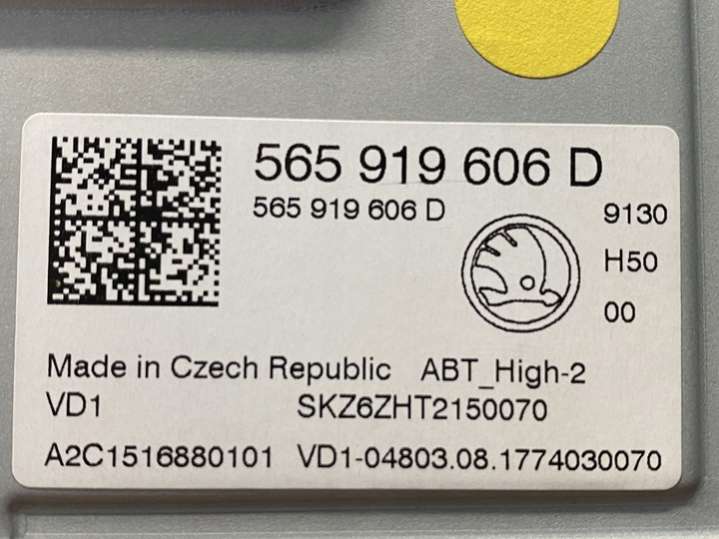 565 919 606 D
565 919 606 D
9130
H50
00
Made in Czech Republic ABT_High-2
VD1 SKZ6ZHT2150070
A2C1516880101 VD1-04803.08.1774030070